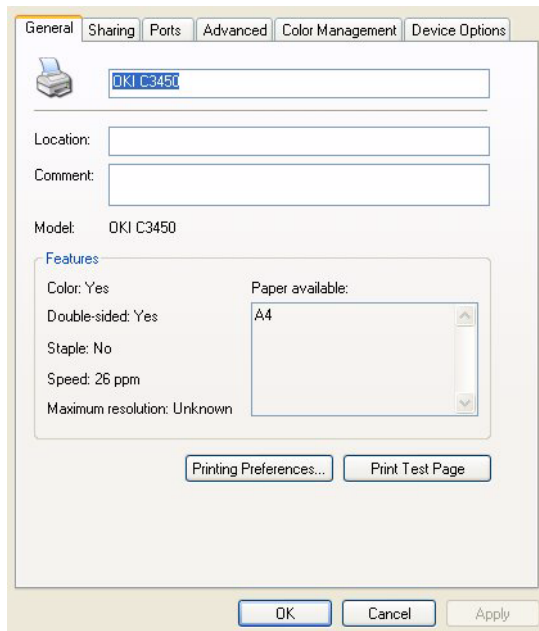 General Sharing Ports Advanced Color Management Device Options
OKI C3450
Location:
Comment:
Model: OKI C3450
Features
Color: Yes Paper available:
Double-sided: Yes A4
Staple: No
Speed: 26 ppm
Maximum resolution: Unknown
Printing Preferences... Print Test Page
OK Cancel Apply